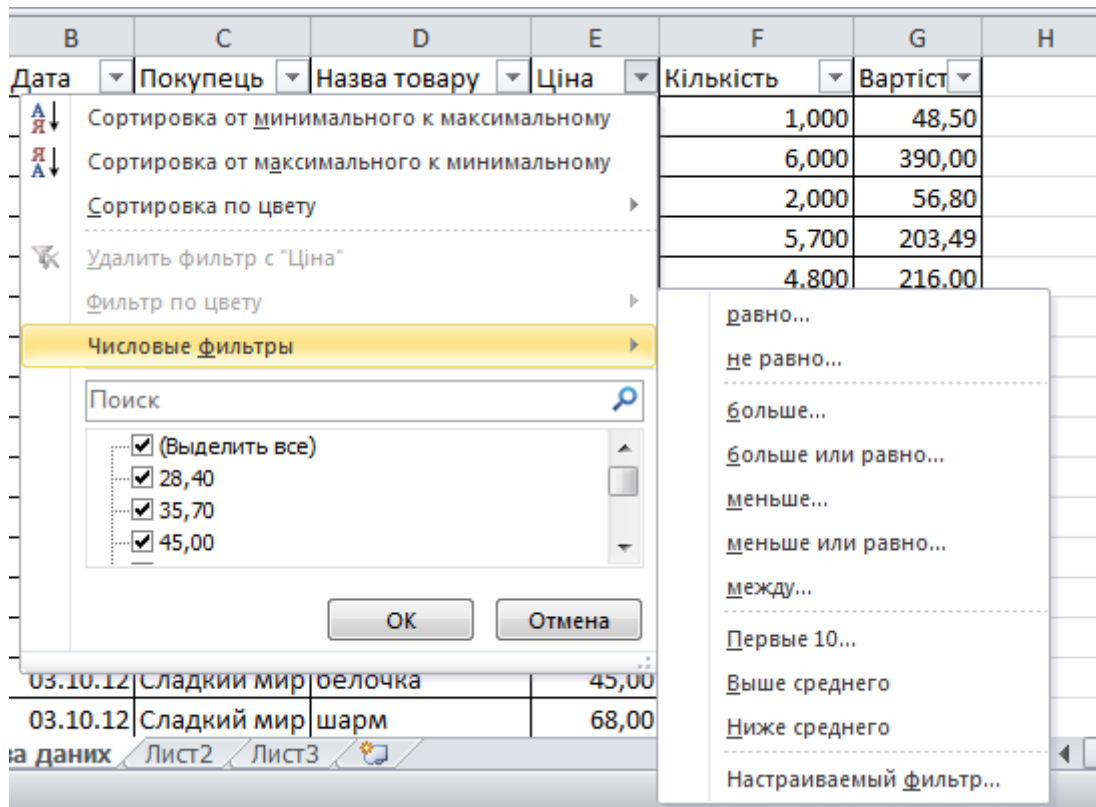 B C D E F G H
Дата Покупець Назва товару Ціна Кількість Вартіст
Сортировка от минимального к максимальному 1,000 48,50
Сортировка от максимального к минимальному 6,000 390,00
Сортировка по цвету 2,000 56,80
5,700 203,49
Удалить фильтр с "Ціна"
4,800 216,00
Фильтр по цвету
Числовые фильтры
Поиск
(Выделить все)
28,40
35,70
45,00
ОК Отмена
равно...
не равно...
больше...
больше или равно...
меньше...
меньше или равно...
между...
Первые 10...
Выше среднего
Ниже среднего
Настраиваемый фильтр...
03.10.12 Сладкий мир белочка 45,00
03.10.12 Сладкий мир шарм 68,00
за даних Лист2 Лист3